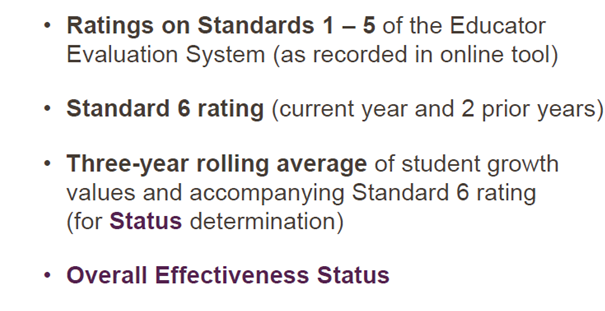 • Ratings on Standards 1 – 5 of the Educator
Evaluation System (as recorded in online tool)
• Standard 6 rating (current year and 2 prior years)
• Three-year rolling average of student growth
values and accompanying Standard 6 rating
(for Status determination)
• Overall Effectiveness Status